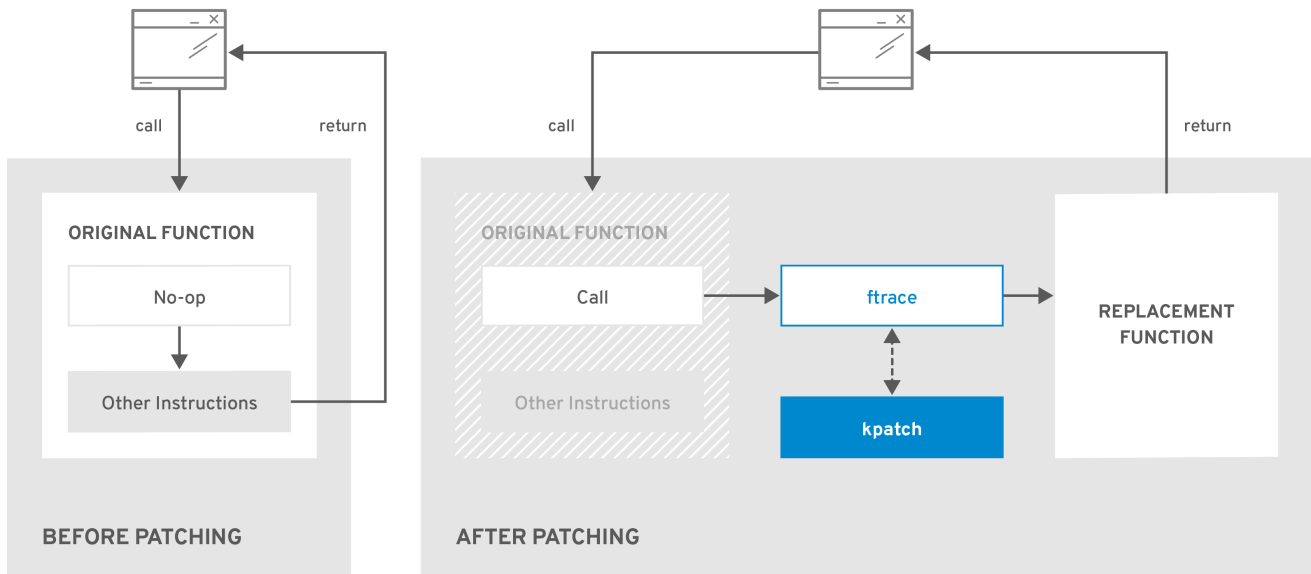 call
return
ORIGINAL FUNCTION
No-op
Other Instructions
BEFORE PATCHING
call
return
ORIGINAL FUNCTION
Call
Other Instructions
ftrace
kpatch
REPLACEMENT
FUNCTION
AFTER PATCHING